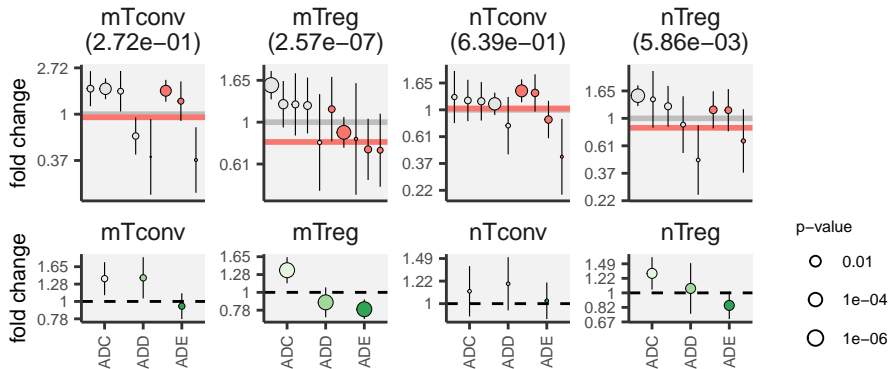 mTconv
(2.72e−01)
mTreg
(2.57e−07)
nTconv
(6.39e−01)
nTreg
(5.86e−03)
fold change
2.72
1
0.37
1.65
1
0.61
1.65
1
0.61
0.37
0.22
1.65
1
0.61
0.37
0.22
mTconv
mTreg
nTconv
nTreg
fold change
1.65
1.28
1
0.78
1.65
1.28
1
0.78
1.49
1.22
1
1.49
1.22
1
0.82
0.67
ADC
ADD
ADE
ADC
ADD
ADE
ADC
ADD
ADE
ADC
ADD
ADE
p−value
0.01
1e−04
1e−06